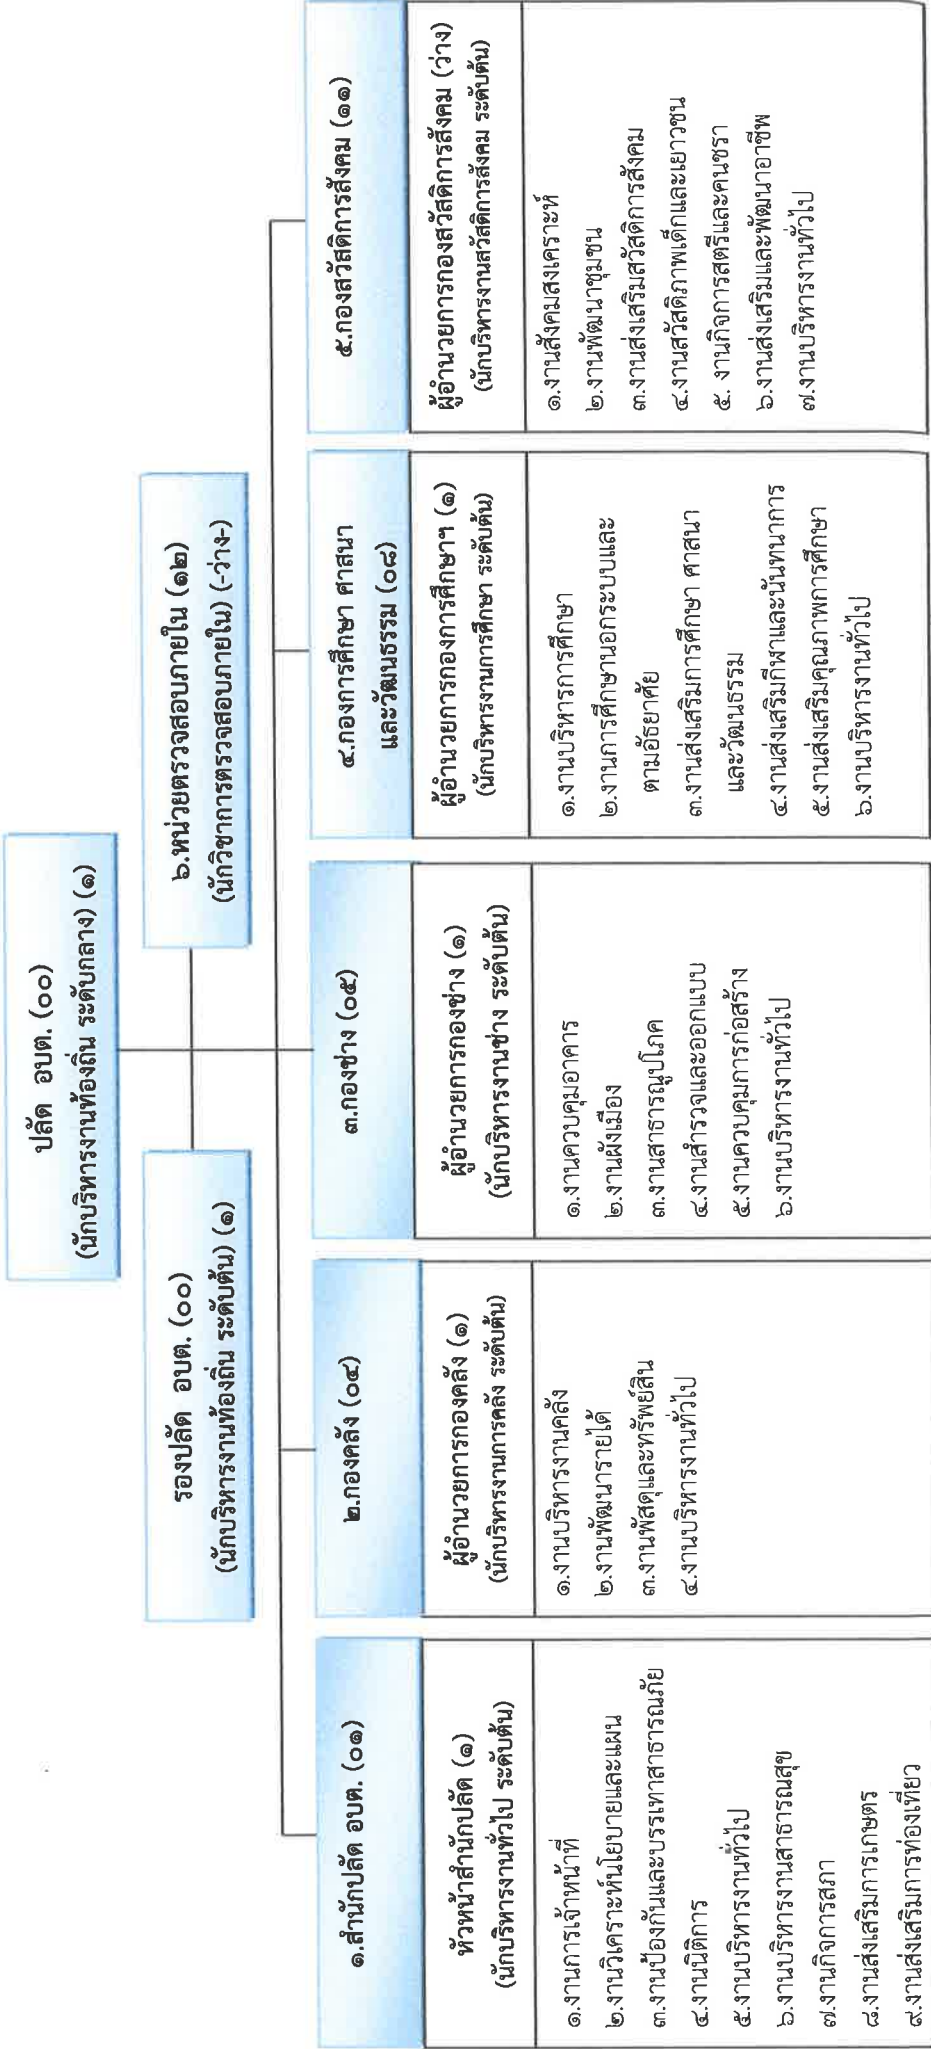 ปลัด อบต. (๐๐)
(นักบริหารงานท้องถิ่น ระดับกลาง) (๑)
รองปลัด อบต. (๐๐)
(นักบริหารงานท้องถิ่น ระดับต้น) (๑)
๖.หน่วยตรวจสอบภายใน (๑๒)
(นักวิชาการตรวจสอบภายใน) (-ว่าง-)
๑.สำนักปลัด อบต. (๐๑)
หัวหน้าสำนักปลัด (๑)
(นักบริหารงานทั่วไป ระดับต้น)
๑.งานการเจ้าหน้าที่
๒.งานวิเคราะห์นโยบายและแผน
๓.งานป้องกันและบรรเทาสาธารณภัย
๔.งานนิติการ
๕.งานบริหารงานทั่วไป
๖.งานบริหารงานสาธารณสุข
๗.งานกิจการสภา
๘.งานส่งเสริมการเกษตร
๙.งานส่งเสริมการท่องเที่ยว
๒.กองคลัง (๐๔)
ผู้อำนวยการกองคลัง (๑)
(นักบริหารงานการคลัง ระดับต้น)
๑.งานบริหารงานคลัง
๒.งานพัฒนารายได้
๓.งานพัสดุและทรัพย์สิน
๔.งานบริหารงานทั่วไป
๓.กองช่าง (๐๕)
ผู้อำนวยการกองช่าง (๑)
(นักบริหารงานช่าง ระดับต้น)
๑.งานควบคุมอาคาร
๒.งานผังเมือง
๓.งานสาธารณูปโภค
๔.งานสำรวจและออกแบบ
๕.งานควบคุมการก่อสร้าง
๖.งานบริหารงานทั่วไป
๔.กองการศึกษา ศาสนา
และวัฒนธรรม (๐๘)
ผู้อำนวยการกองการศึกษาฯ (๑)
(นักบริหารงานการศึกษา ระดับต้น)
๑.งานบริหารการศึกษา
๒.งานการศึกษานอกระบบและ
ตามอัธยาศัย
๓.งานส่งเสริมการศึกษา ศาสนา
และวัฒนธรรม
๔.งานส่งเสริมกีฬาและนันทนาการ
๕.งานส่งเสริมคุณภาพการศึกษา
๖.งานบริหารงานทั่วไป
๕.กองสวัสดิการสังคม (๑๑)
ผู้อำนวยการกองสวัสดิการสังคม (ว่าง)
(นักบริหารงานสวัสดิการสังคม ระดับต้น)
๑.งานสังคมสงเคราะห์
๒.งานพัฒนาชุมชน
๓.งานส่งเสริมสวัสดิการสังคม
๔.งานสวัสดิภาพเด็กและเยาวชน
๕. งานกิจการสตรีและคนชรา
๖.งานส่งเสริมและพัฒนาอาชีพ
๗.งานบริหารงานทั่วไป